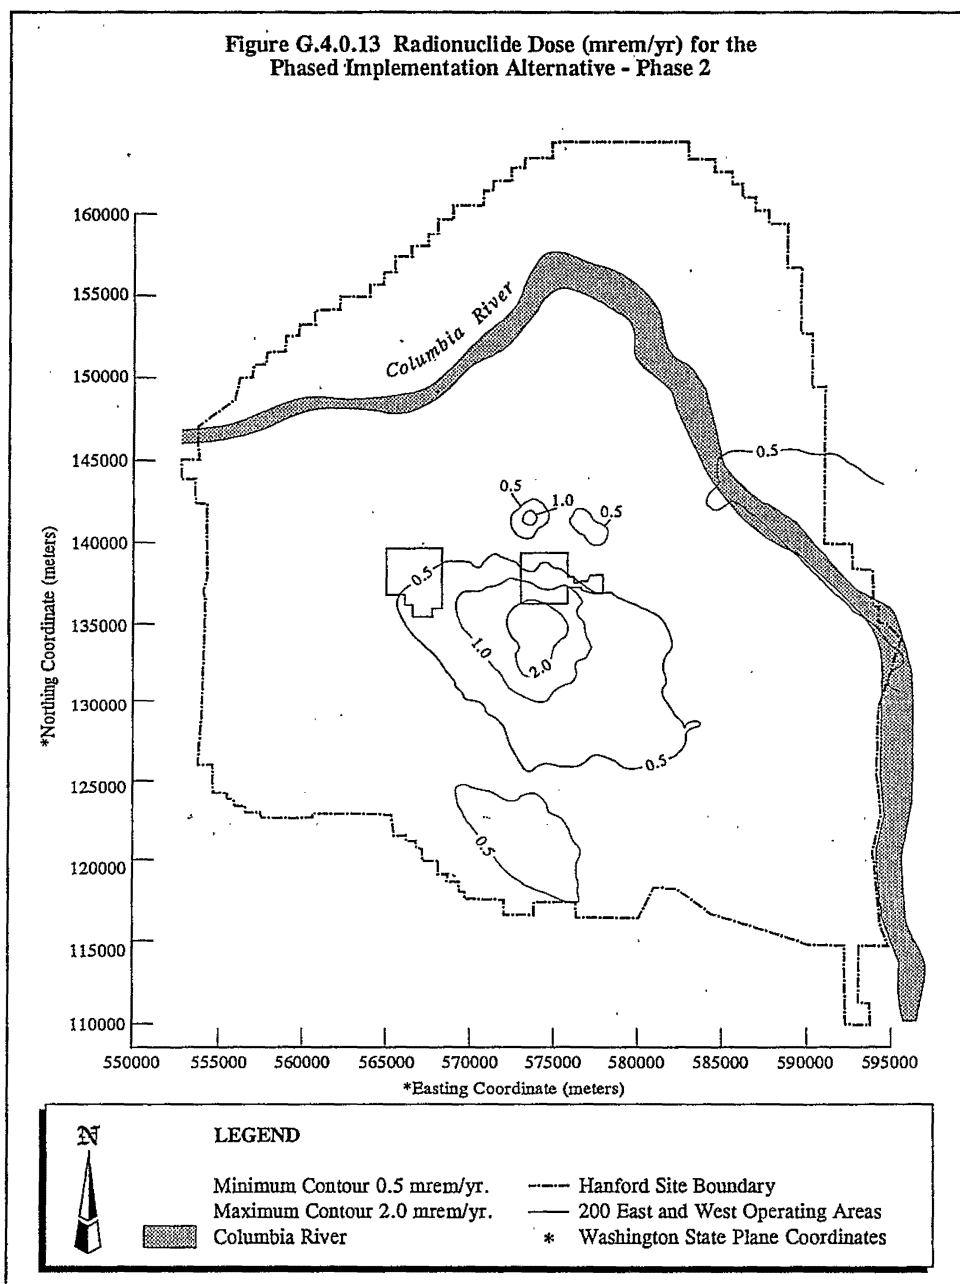 Figure G.4.0.13 Radionuclide Dose (mrem/yr) for the
Phased Implementation Alternative - Phase 2
160000
155000
150000
145000
140000
135000
130000
125000
120000
115000
110000
*Northing Coordinate (meters)
Columbia River
0.5
0.5
1.0
0.5
0.5
1.0
2.0
0.5
0.5
550000 555000 560000 565000 570000 575000 580000 585000 590000 595000
*Easting Coordinate (meters)
N
LEGEND
Minimum Contour 0.5 mrem/yr.
Maximum Contour 2.0 mrem/yr.
Columbia River
Hanford Site Boundary
200 East and West Operating Areas
* Washington State Plane Coordinates